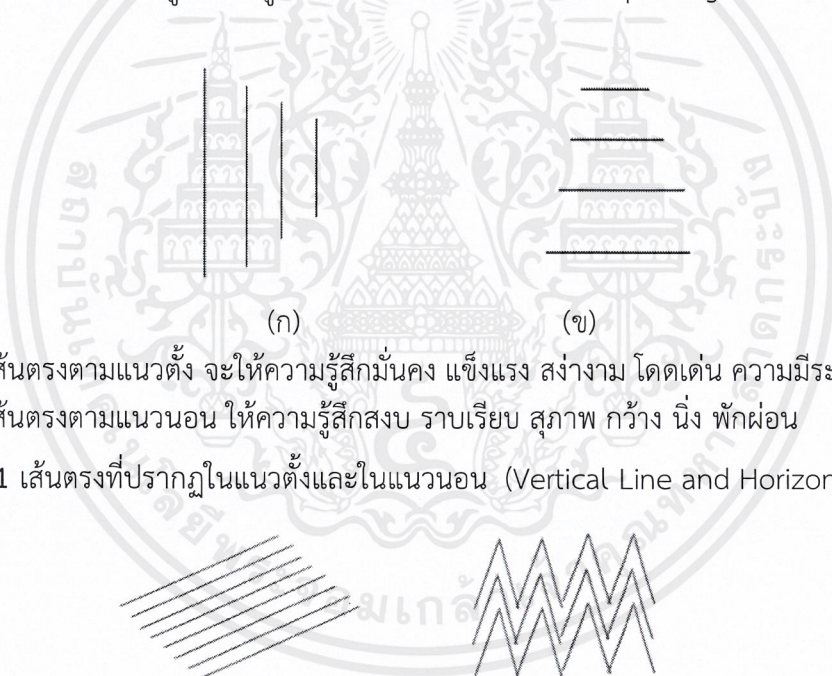 (ก) (ข)
ส้นตรงตามแนวตั้ง จะให้ความรู้สึกมั่นคง แข็งแรง สง่างาม โดดเด่น ความมีระ
ส้นตรงตามแนวนอน ให้ความรู้สึกสงบ ราบเรียบ สุภาพ กว้าง นิ่ง พักผ่อน
1 เส้นตรงที่ปรากฏในแนวตั้งและในแนวนอน (Vertical Line and Horizon